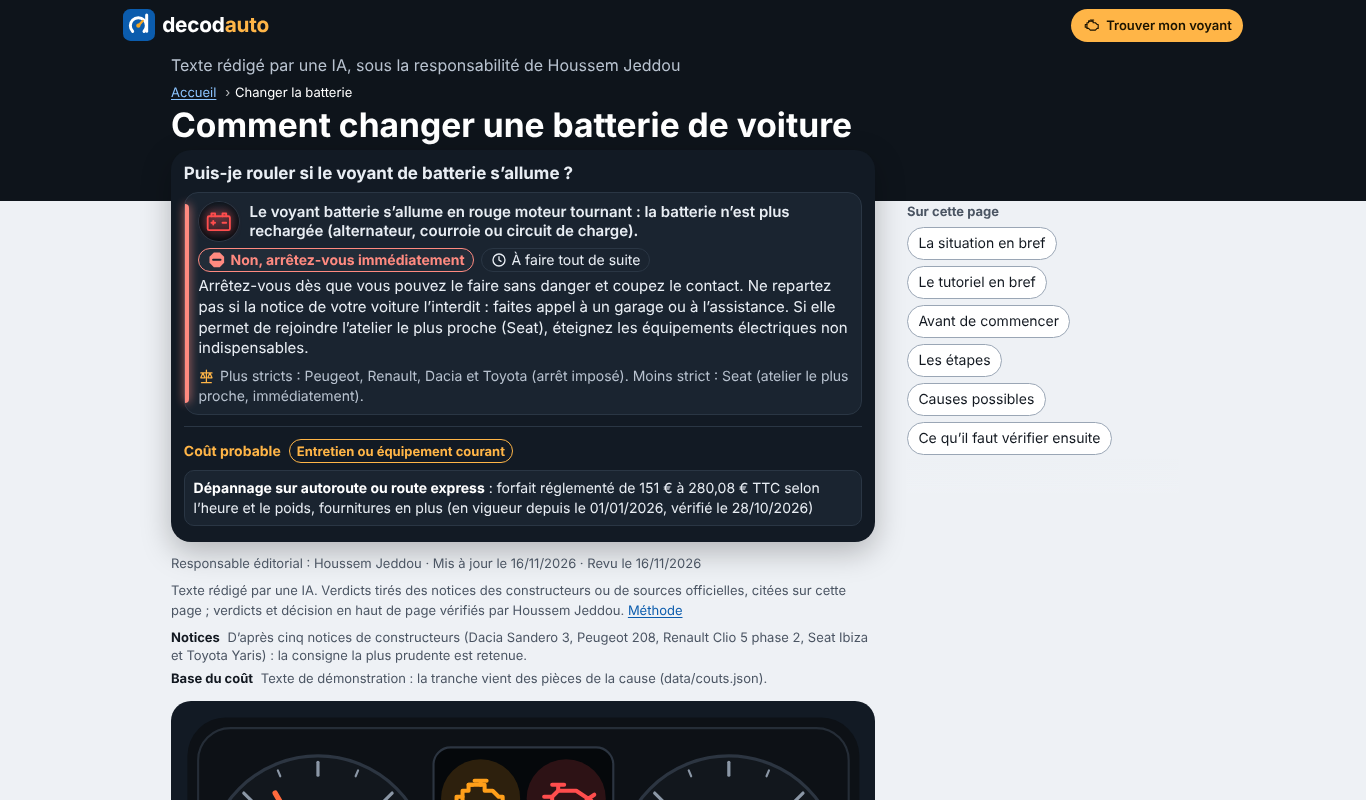 decodauto
Trouver mon voyant
Texte rédigé par une IA, sous la responsabilité de Houssem Jeddou
Accueil › Changer la batterie
Comment changer une batterie de voiture
Puis-je rouler si le voyant de batterie s’allume ?
Le voyant batterie s’allume en rouge moteur tournant : la batterie n’est plus
rechargée (alternateur, courroie ou circuit de charge).
Non, arrêtez-vous immédiatement
À faire tout de suite
Arrêtez-vous dès que vous pouvez le faire sans danger et coupez le contact. Ne repartez
pas si la notice de votre voiture l’interdit : faites appel à un garage ou à l’assistance. Si elle
permet de rejoindre l’atelier le plus proche (Seat), éteignez les équipements électriques non
indispensables.
Plus stricts : Peugeot, Renault, Dacia et Toyota (arrêt imposé). Moins strict : Seat (atelier le plus
proche, immédiatement).
Coût probable Entretien ou équipement courant
Dépannage sur autoroute ou route express : forfait réglementé de 151 € à 280,08 € TTC selon
l’heure et le poids, fournitures en plus (en vigueur depuis le 01/01/2026, vérifié le 28/10/2026)
Responsable éditorial : Houssem Jeddou · Mis à jour le 16/11/2026 · Revu le 16/11/2026
Texte rédigé par une IA. Verdicts tirés des notices des constructeurs ou de sources officielles, citées sur cette
page ; verdicts et décision en haut de page vérifiés par Houssem Jeddou. Méthode
Notices D’après cinq notices de constructeurs (Dacia Sandero 3, Peugeot 208, Renault Clio 5 phase 2, Seat Ibiza
et Toyota Yaris) : la consigne la plus prudente est retenue.
Base du coût Texte de démonstration : la tranche vient des pièces de la cause (data/couts.json).
Sur cette page
La situation en bref
Le tutoriel en bref
Avant de commencer
Les étapes
Causes possibles
Ce qu’il faut vérifier ensuite